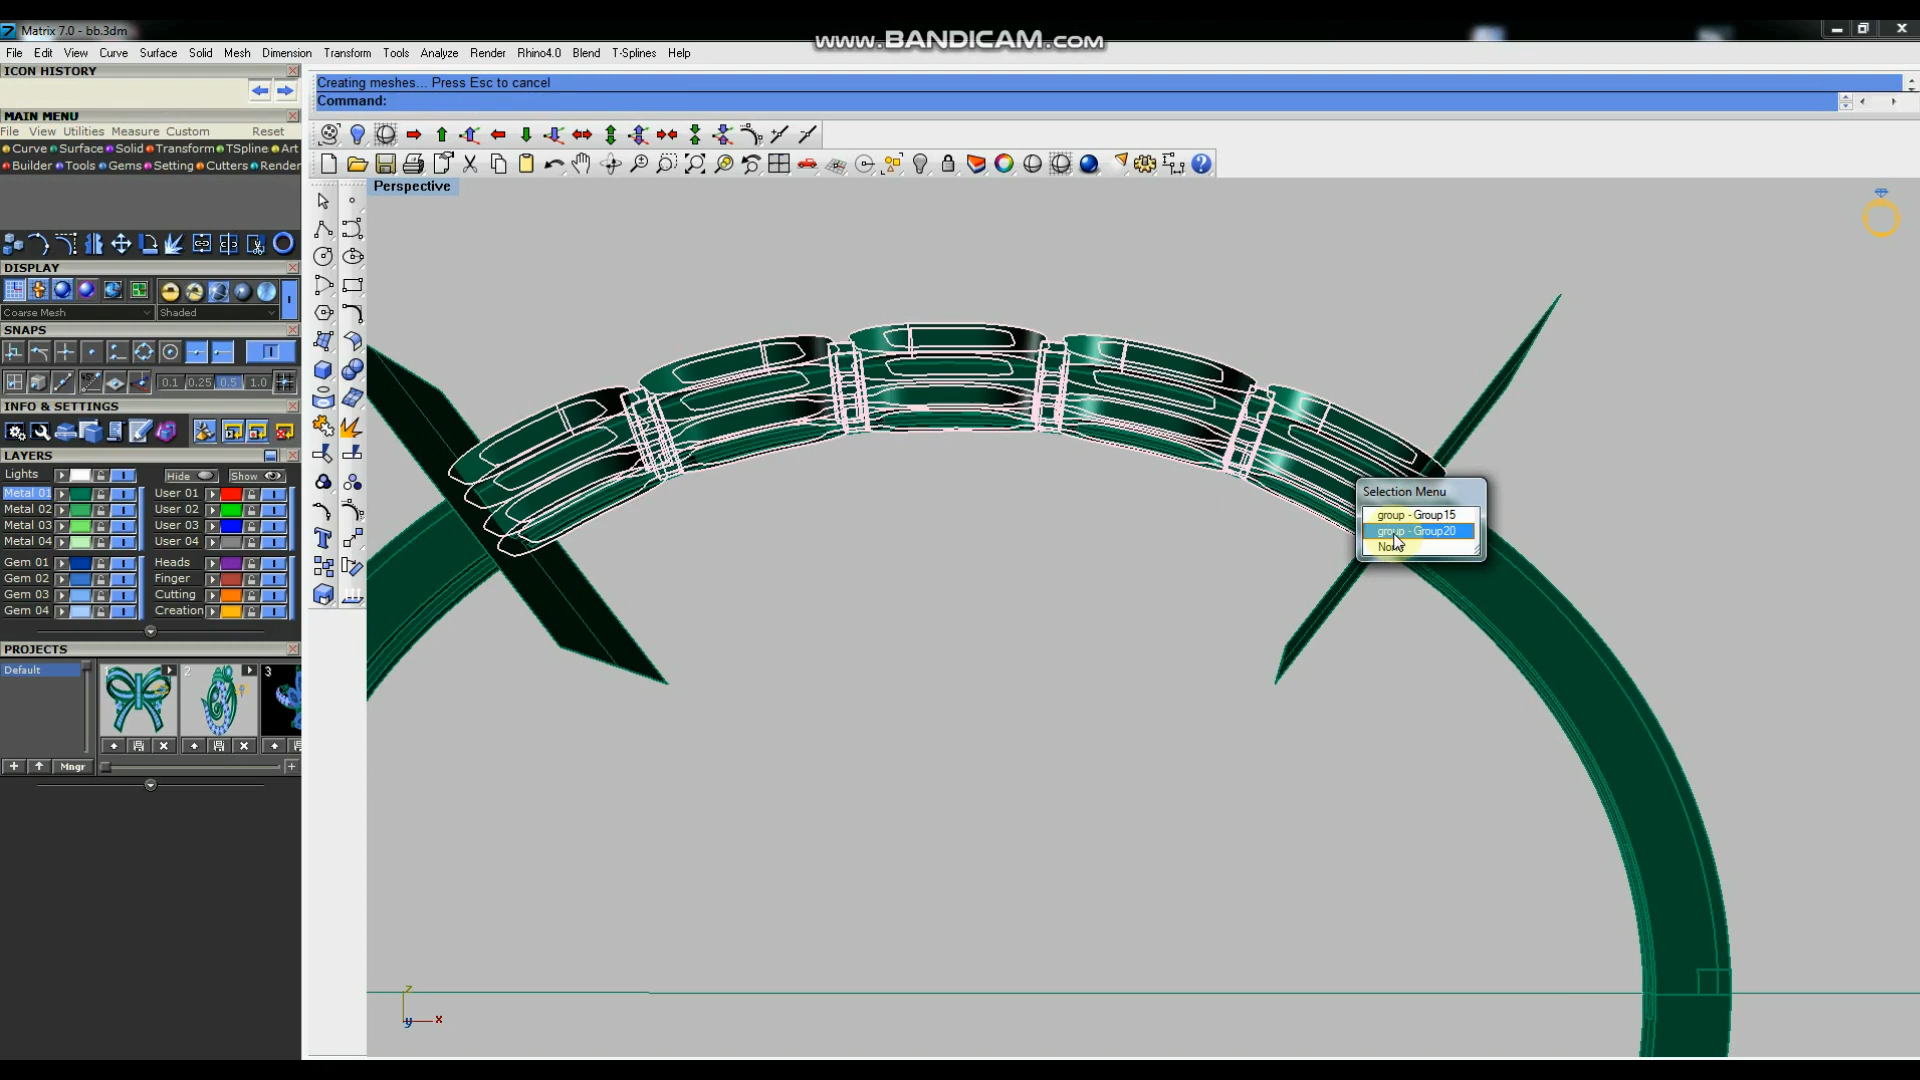 Matrix 7.0 - bb.3dm
www.BANDICAM.com
File Edit View Curve Surface Solid Mesh Dimension Transform Tools Analyze Render Rhino4.0 Blend T-Splines Help
ICON HISTORY
Creating meshes... Press Esc to cancel
Command:
MAIN MENU
File View Utilities Measure Custom Reset
Curve Surface Solid Transform TSpline Art
Builder Tools Gems Setting Cutters Render
Perspective
DISPLAY
Coarse Mesh Shaded
SNAPS
0.1 0.25 0.5 1.0
INFO & SETTINGS
LAYERS
Lights Hide Show
Metal 01 User 01
Metal 02 User 02
Metal 03 User 03
Metal 04 User 04
Gem 01 Heads
Gem 02 Finger
Gem 03 Cutting
Gem 04 Creation
Selection Menu
group - Group15
group - Group20
PROJECTS
Default
1 2 3
Mngr
z
y x